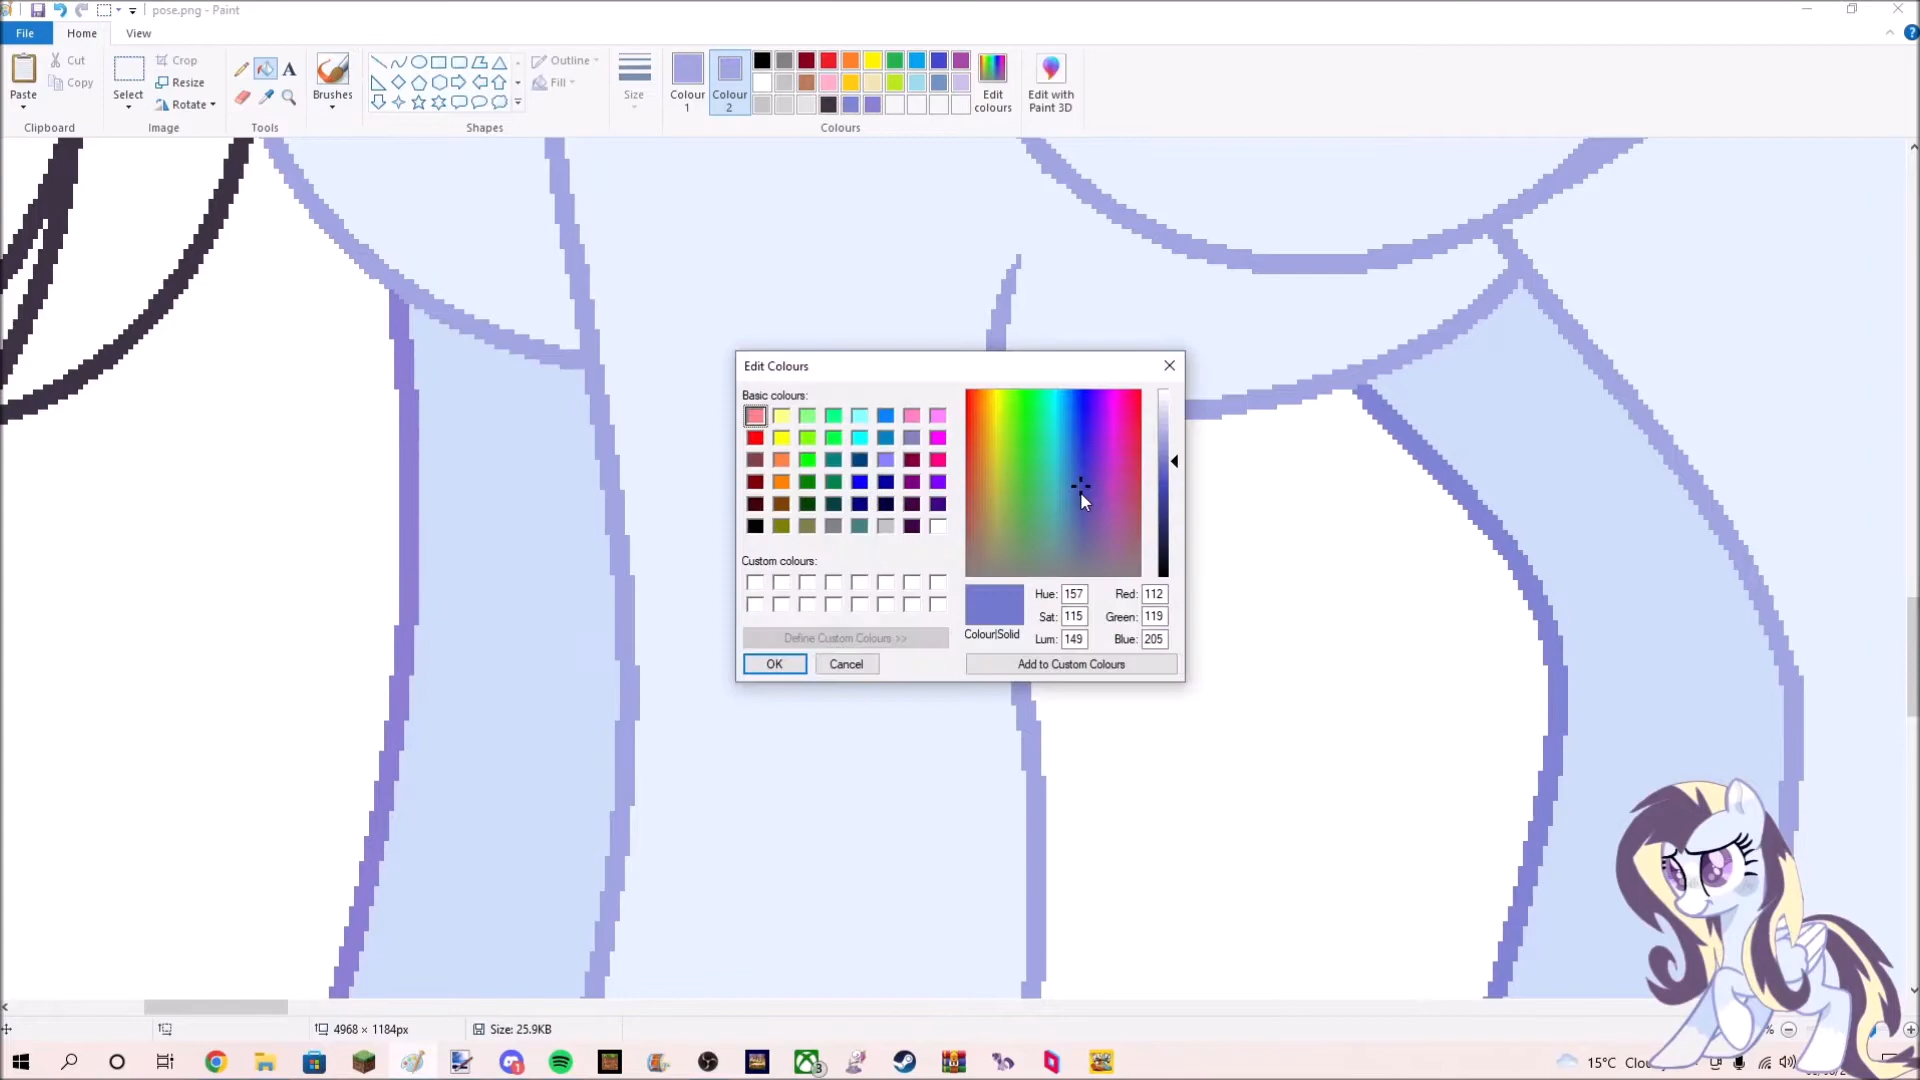 pose.png - Paint
File
Home
View
Paste
Cut
Copy
Clipboard
Select
Crop
Resize
Rotate
Image
A
Tools
Brushes
Shapes
Outline
Fill
Size
Colour
1
Colour
2
Edit
colours
Colours
Edit with
Paint 3D
Edit Colours
Basic colours:
Custom colours:
Define Custom Colours >>
OK
Cancel
Colour|Solid
Hue: 157
Sat: 115
Lum: 149
Red: 112
Green: 119
Blue: 205
Add to Custom Colours
4968 × 1184px
Size: 25.9KB
%
1
3
15°C